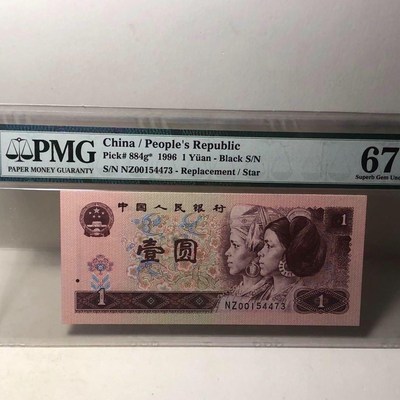 PMG
PAPER MONEY GUARANTY
China / People's Republic
Pick# 884g* 1996 1 Yüan - Black S/N
S/N NZ00154473 - Replacement / Star
67
Superb Gem Unc
中国人民银行
1
壹圆
NZ00154473
1
1